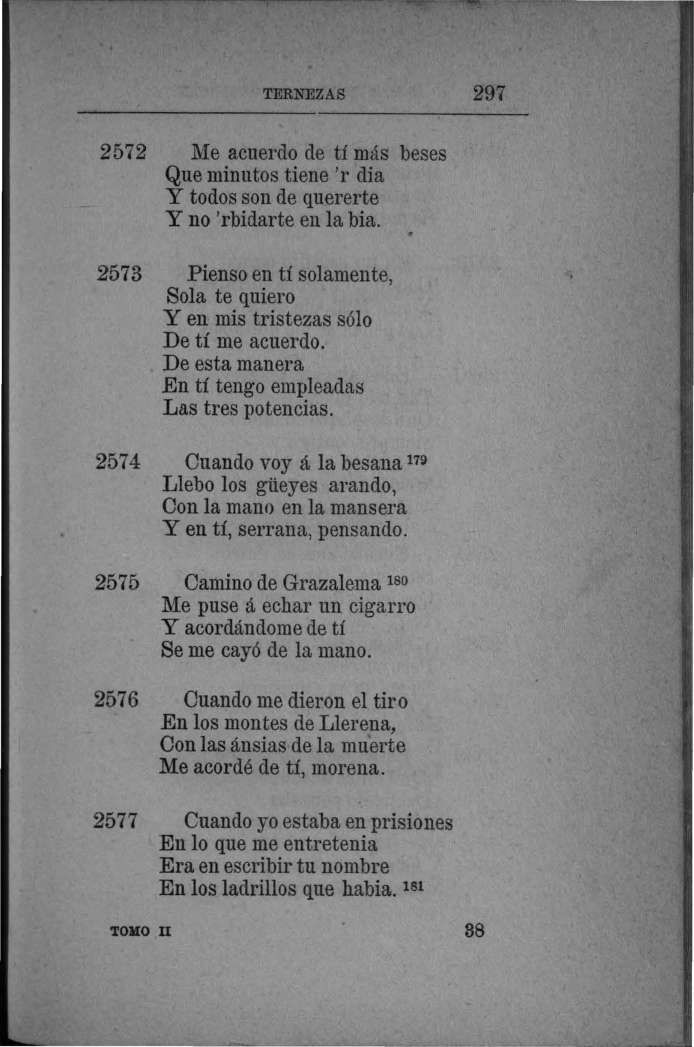 TERNEZAS 297
2572 Me acuerdo de tí más beses
Que minutos tiene 'r dia
Y todos son de quererte
Y no 'rbidarte en la bia.
2573 Pienso en tí solamente,
Sola te quiero
Y en mis tristezas sólo
De tí me acuerdo.
De esta manera
En tí tengo empleadas
Las tres potencias.
2574 Cuando voy á la besana 179
Llebo los güeyes arando,
Con la mano en la mansera
Y en tí, serrana, pensando.
2575 Camino de Grazalema 180
Me puse á echar un cigarro
Y acordándome de tí
Se me cayó de la mano.
2576 Cuando me dieron el tiro
En los montes de Llerena,
Con las ánsias de la muerte
Me acordé de tí, morena.
2577 Cuando yo estaba en prisiones
En lo que me entretenia
Era en escribir tu nombre
En los ladrillos que habia. 181
TOMO II 38